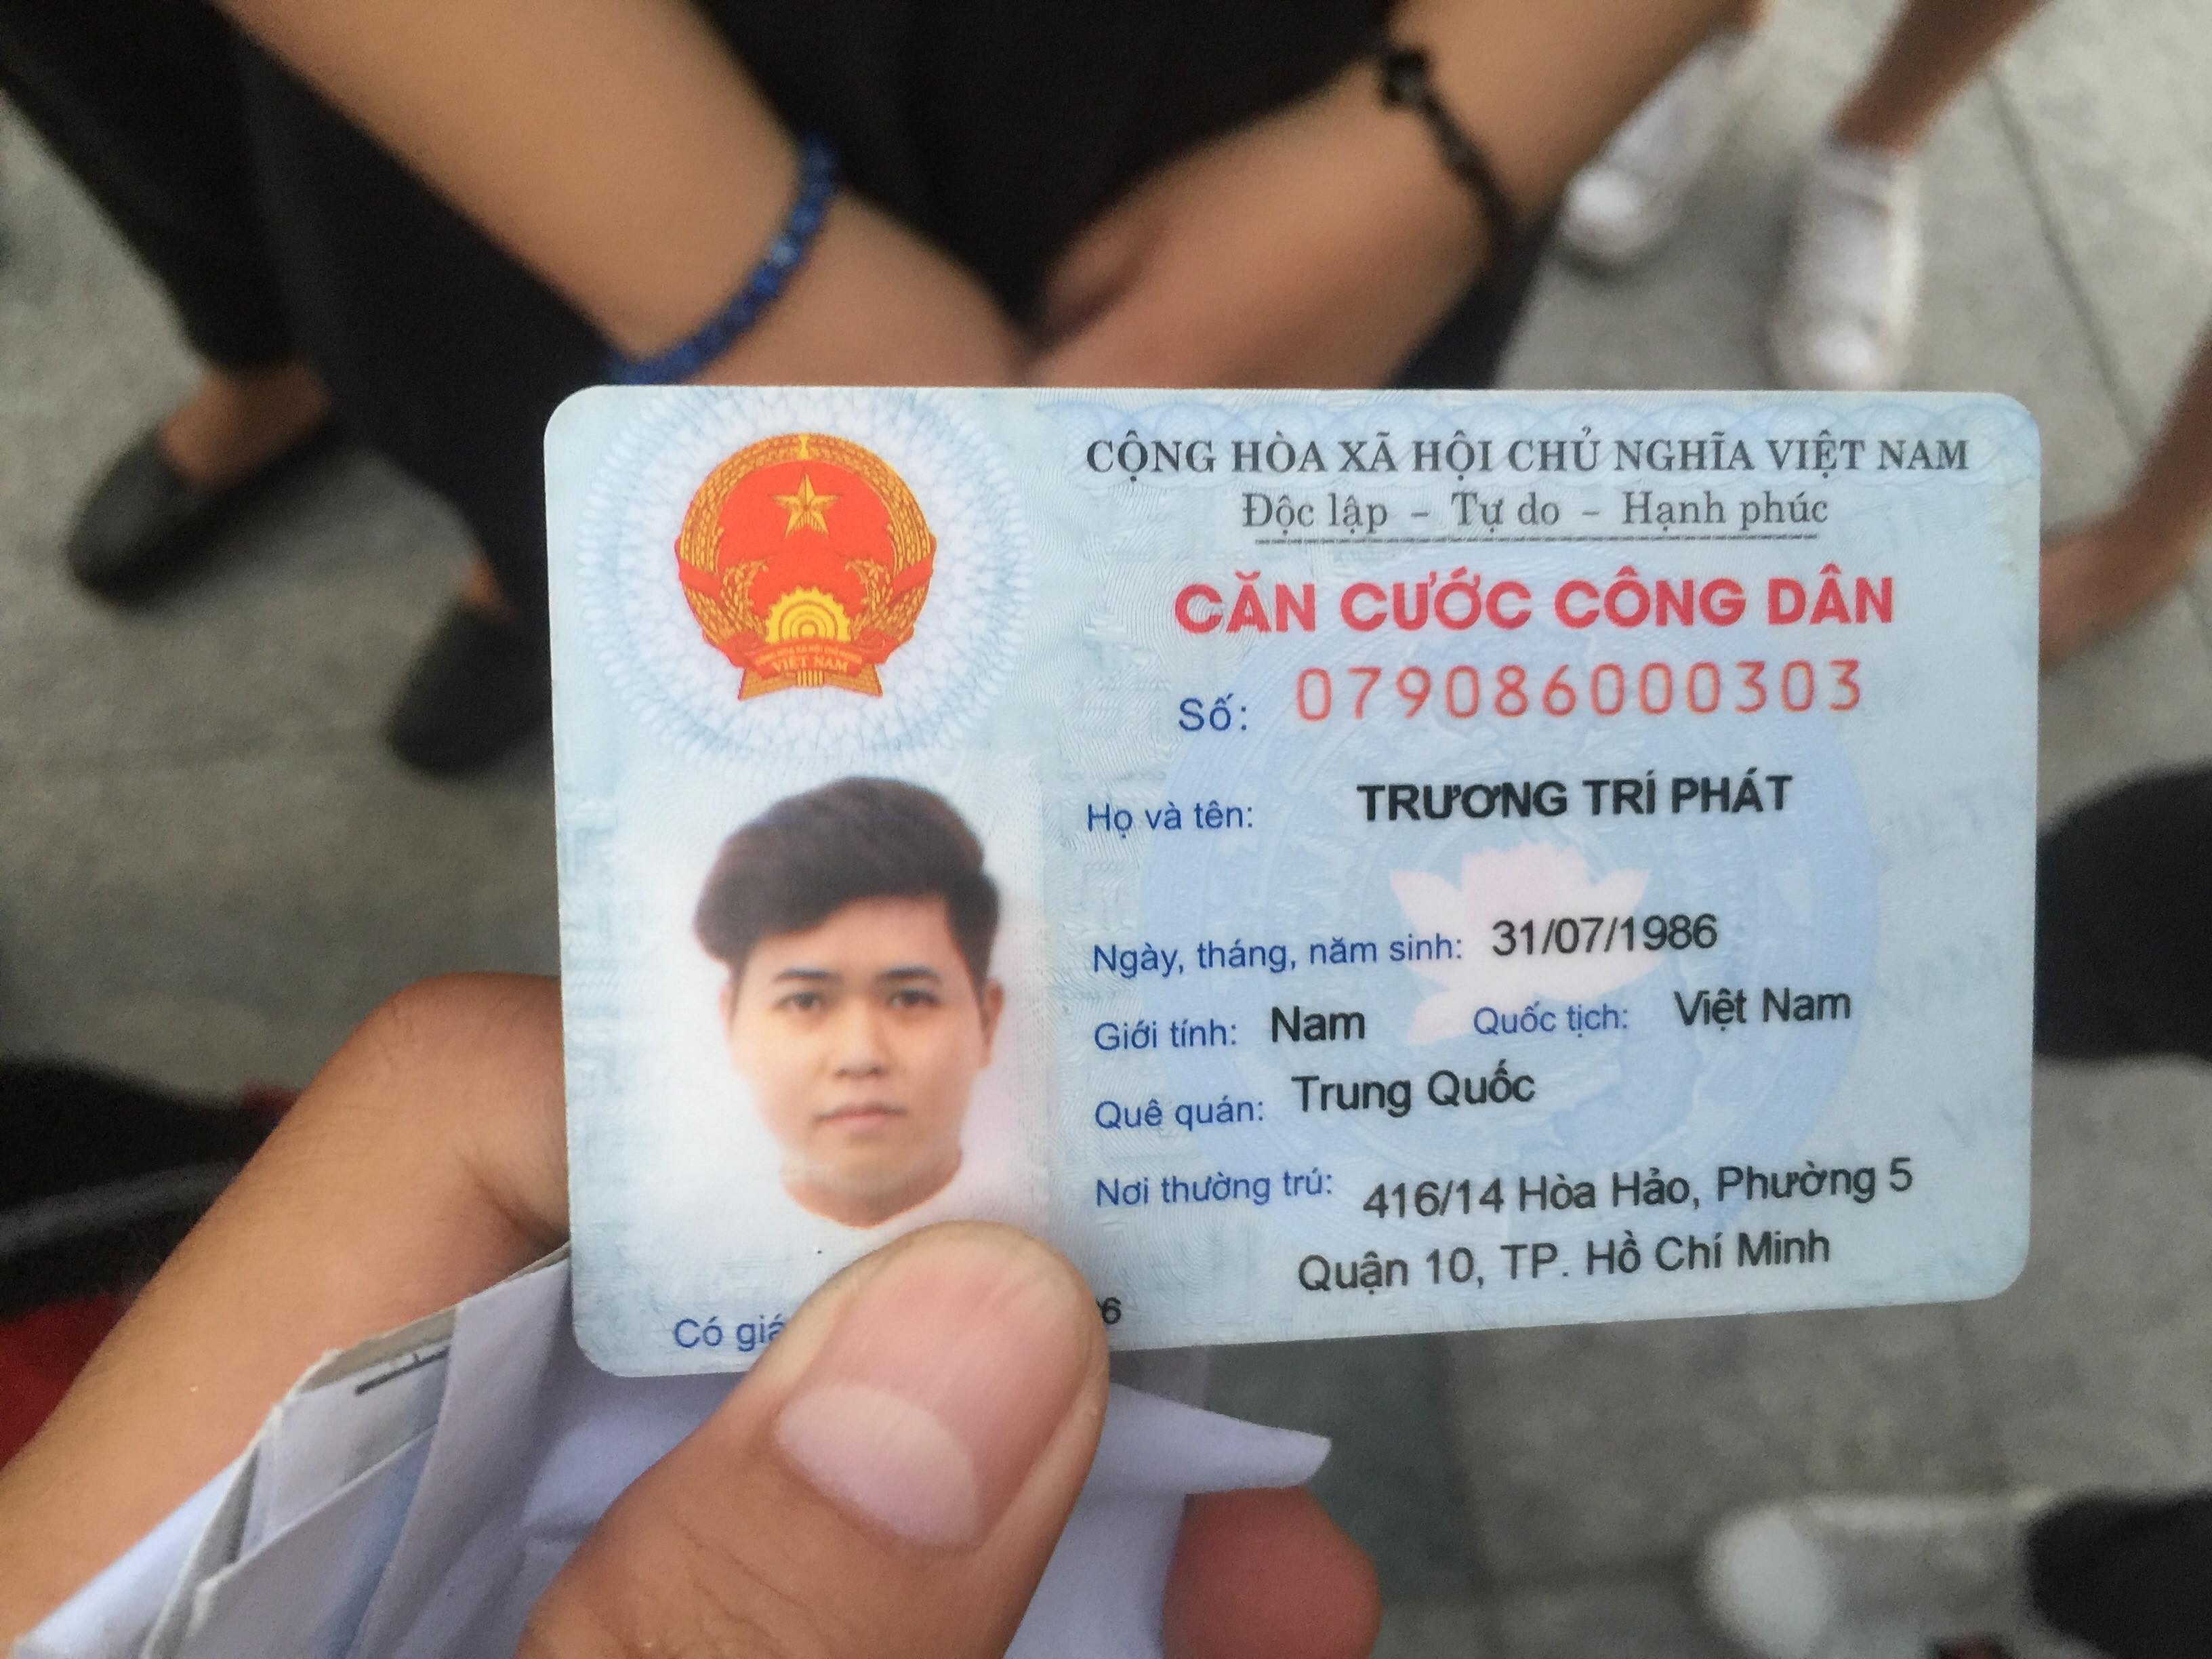 CỘNG HÒA XÃ HỘI CHỦ NGHĨA VIỆT NAM
Độc lập - Tự do - Hạnh phúc
CĂN CƯỚC CÔNG DÂN
Số: 079086000303
Họ và tên: TRƯƠNG TRÍ PHÁT
Ngày, tháng, năm sinh: 31/07/1986
Giới tính: Nam Quốc tịch: Việt Nam
Quê quán: Trung Quốc
Nơi thường trú: 416/14 Hòa Hảo, Phường 5
Quận 10, TP. Hồ Chí Minh
VIỆT NAM
Có giá 6